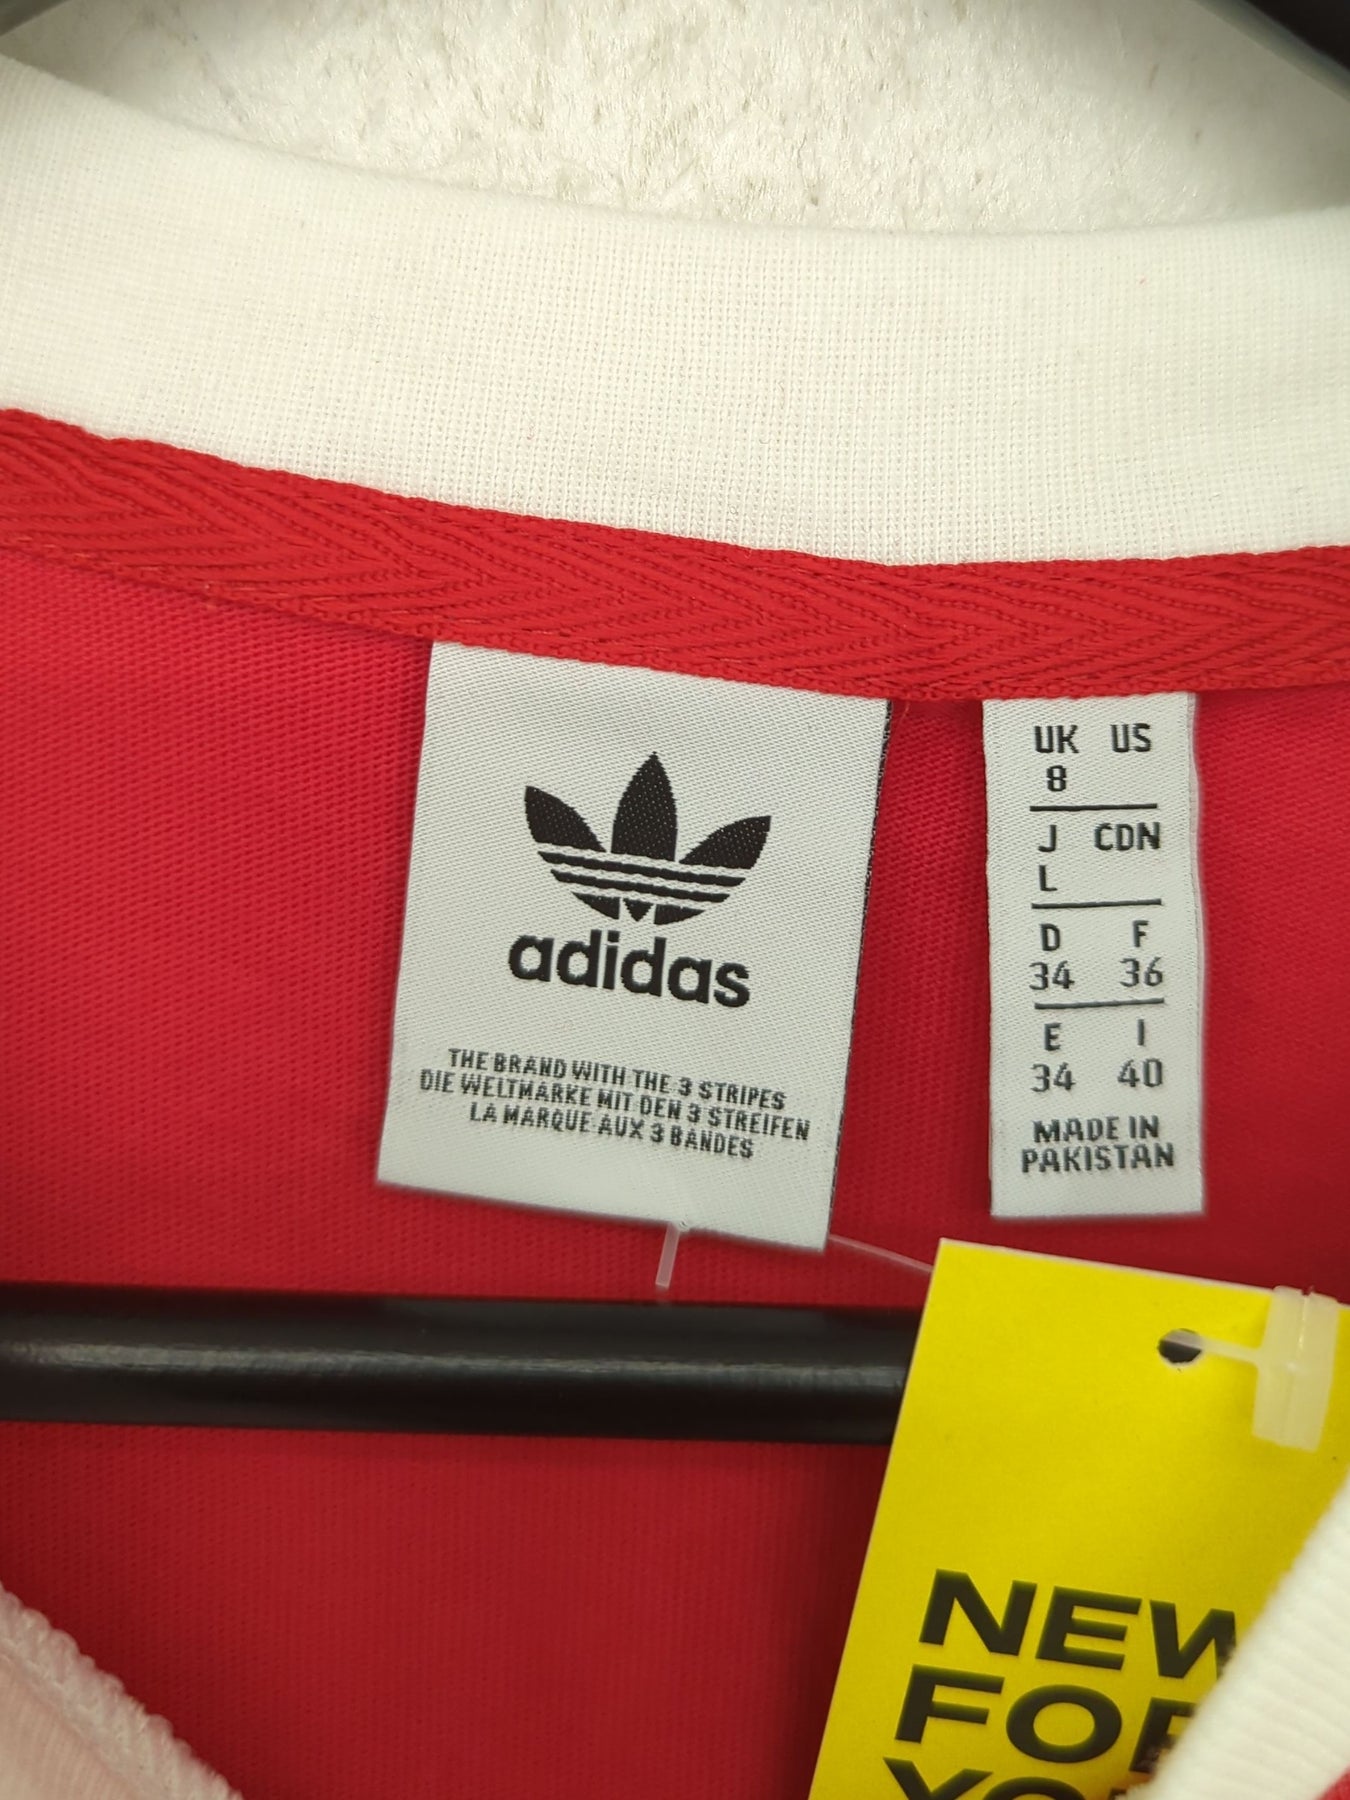 adidas
THE BRAND WITH THE 3 STRIPES
DIE WELTMARKE MIT DEN 3 STREIFEN
LA MARQUE AUX 3 BANDES
UK US
8
J CDN
L
D F
34 36
E I
34 40
MADE IN
PAKISTAN
NEW
FOR